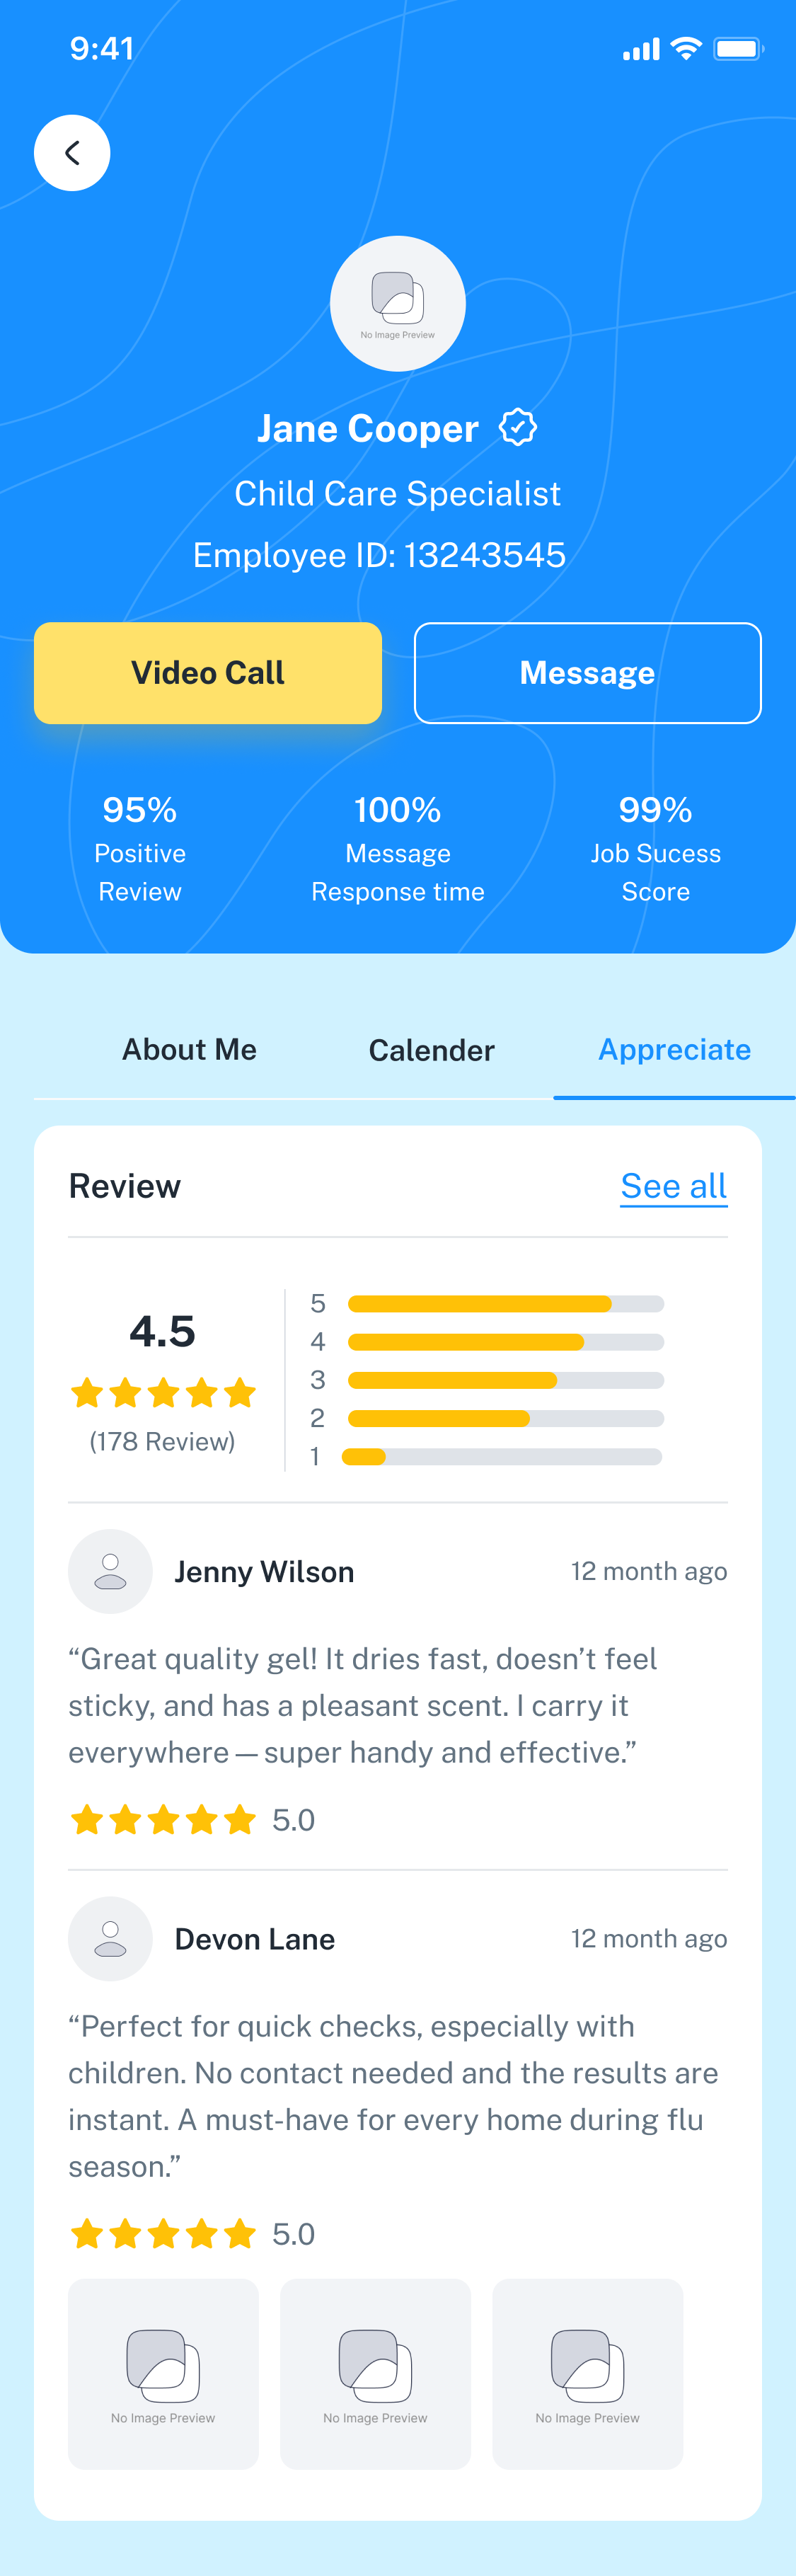 9:41
No Image Preview
Jane Cooper
Child Care Specialist
Employee ID: 13243545
Video Call
Message
95%
Positive
Review
100%
Message
Response time
99%
Job Sucess
Score
About Me
Calender
Appreciate
Review
See all
4.5
(178 Review)
5
4
3
2
1
Jenny Wilson
12 month ago
“Great quality gel! It dries fast, doesn’t feel
sticky, and has a pleasant scent. I carry it
everywhere — super handy and effective.”
5.0
Devon Lane
12 month ago
“Perfect for quick checks, especially with
children. No contact needed and the results are
instant. A must-have for every home during flu
season.”
5.0
No Image Preview
No Image Preview
No Image Preview